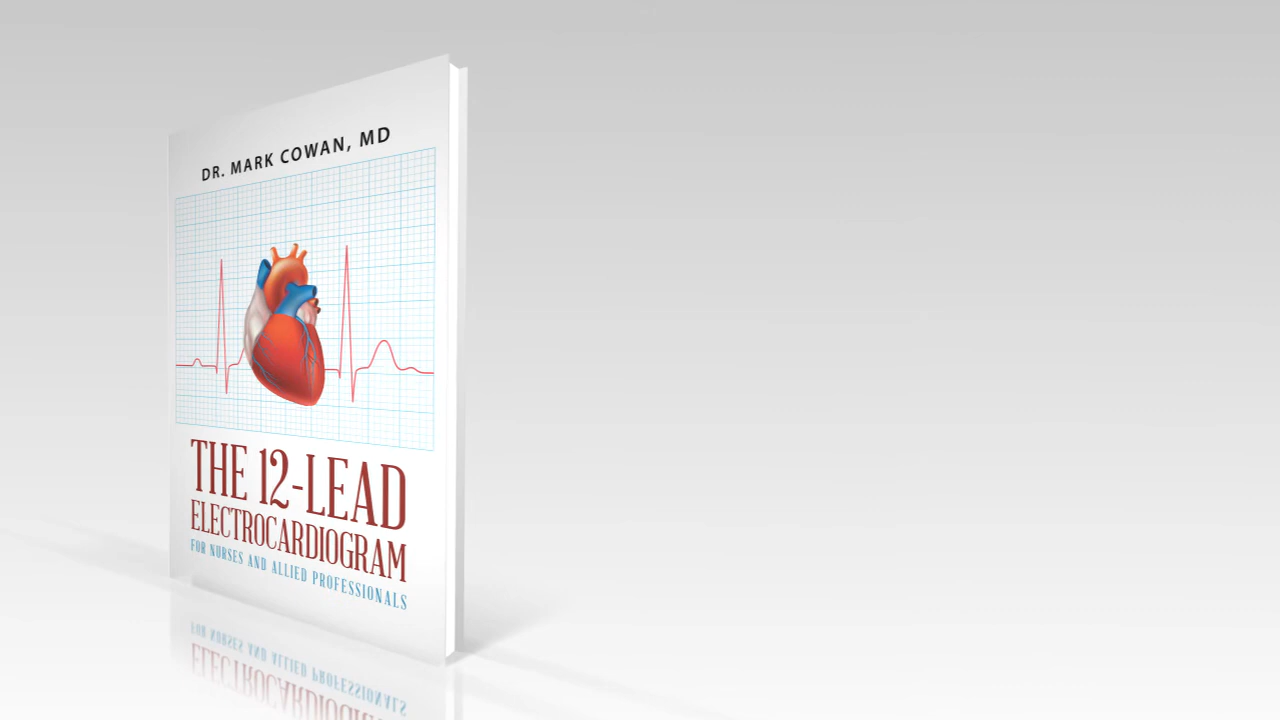 DR. MARK COWAN, MD
THE 12-LEAD
ELECTROCARDIOGRAM
FOR NURSES AND ALLIED PROFESSIONALS